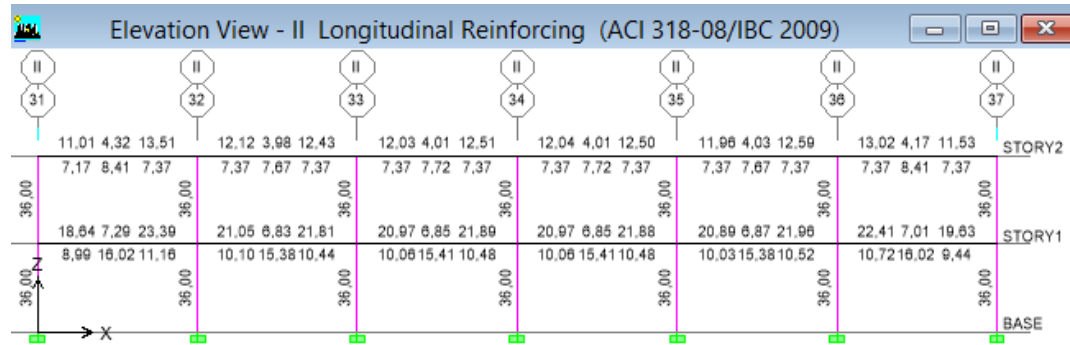 Elevation View - II Longitudinal Reinforcing (ACI 318-08/IBC 2009)
II II II II II II II
31 32 33 34 35 36 37
11,01 4,32 13,51 12,12 3,98 12,43 12,03 4,01 12,51 12,04 4,01 12,50 11,96 4,03 12,59 13,02 4,17 11,53 STORY2
7,17 8,41 7,37 7,37 7,67 7,37 7,37 7,72 7,37 7,37 7,72 7,37 7,37 7,67 7,37 7,37 8,41 7,37
36,00 36,00 36,00 36,00 36,00 36,00 36,00
18,64 7,29 23,39 21,05 6,83 21,81 20,97 6,85 21,89 20,97 6,85 21,88 20,89 6,87 21,96 22,41 7,01 19,63 STORY1
8,99 16,02 11,16 10,10 15,38 10,44 10,06 15,41 10,48 10,06 15,41 10,48 10,03 15,38 10,52 10,72 16,02 9,44
Z
36,00 36,00 36,00 36,00 36,00 36,00 36,00
X
BASE